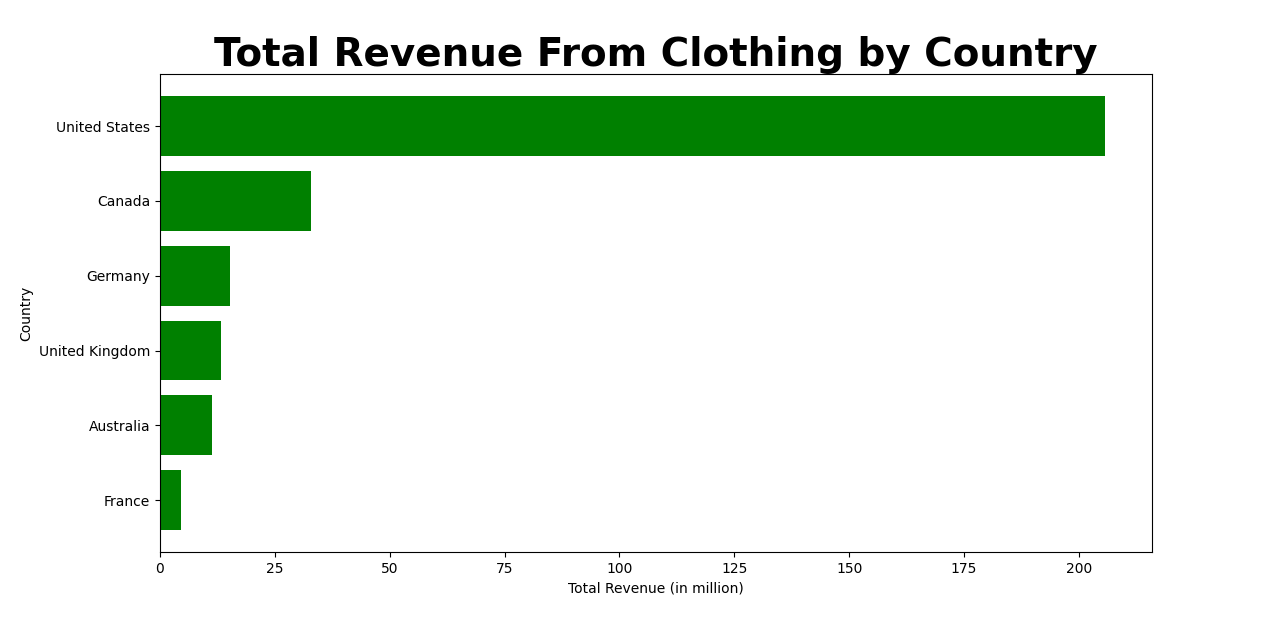 Total Revenue From Clothing by Country
United States
Canada
Germany
United Kingdom
Australia
France
Country
0 25 50 75 100 125 150 175 200
Total Revenue (in million)